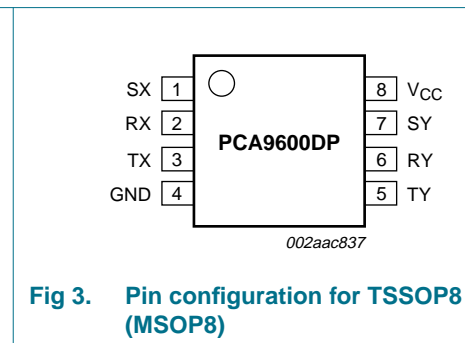 SX 1 8 VCC
RX 2 7 SY
PCA9600DP
TX 3 6 RY
GND 4 5 TY
002aac837
Fig 3. Pin configuration for TSSOP8
(MSOP8)